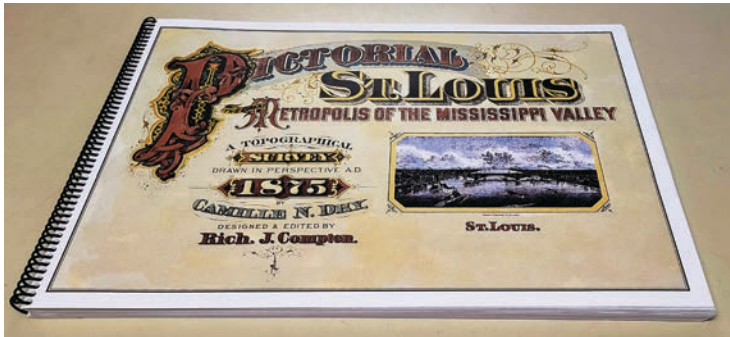 PICTORIAL
ST. LOUIS
THE METROPOLIS OF THE MISSISSIPPI VALLEY
A TOPOGRAPHICAL
SURVEY
DRAWN IN PERSPECTIVE A.D.
1875
BY
CAMILLE N. DRY.
DESIGNED & EDITED BY
Rich. J. Compton.
ST. LOUIS.